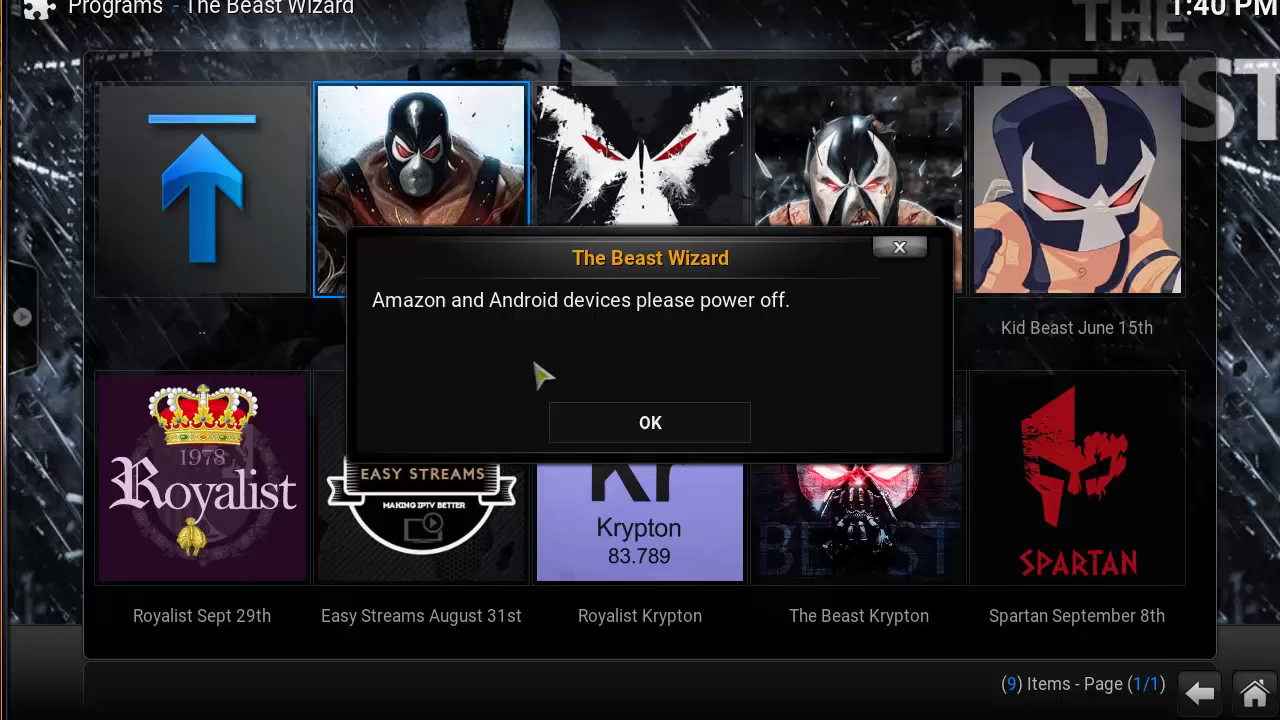 Programs - The Beast Wizard
1:40 PM
THE
BEAST
The Beast Wizard
X
Amazon and Android devices please power off.
OK
..
Kid Beast June 15th
1978
Royalist
EASY STREAMS
MAKING IPTV BETTER
Kr
Krypton
83.789
BEAST
SPARTAN
Royalist Sept 29th
Easy Streams August 31st
Royalist Krypton
The Beast Krypton
Spartan September 8th
(9) Items - Page (1/1)